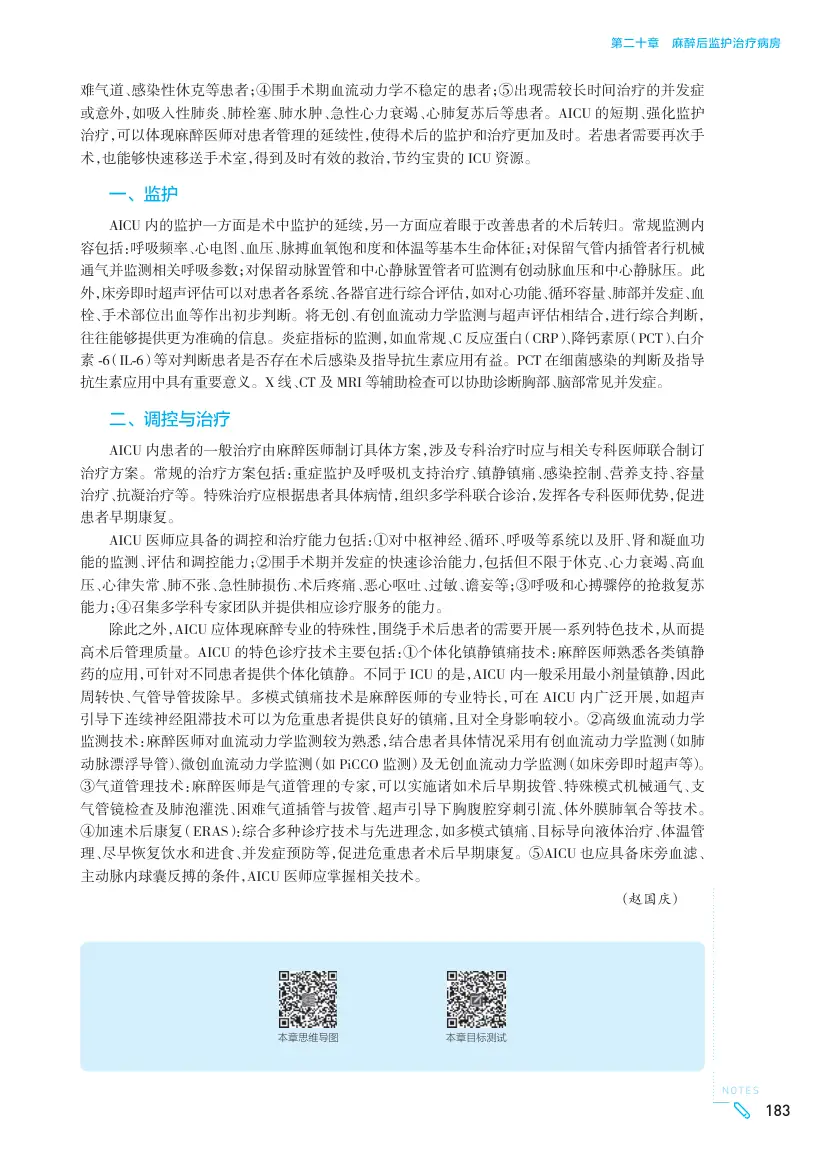 第二十章　麻醉后监护治疗病房
难气道、感染性休克等患者;④围手术期血流动力学不稳定的患者;⑤出现需较长时间治疗的并发症
或意外,如吸入性肺炎、肺栓塞、肺水肿、急性心力衰竭、心肺复苏后等患者。AICU 的短期、强化监护
治疗,可以体现麻醉医师对患者管理的延续性,使得术后的监护和治疗更加及时。若患者需要再次手
术,也能够快速移送手术室,得到及时有效的救治,节约宝贵的 ICU 资源。
一、监护
AICU 内的监护一方面是术中监护的延续,另一方面应着眼于改善患者的术后转归。常规监测内
容包括:呼吸频率、心电图、血压、脉搏血氧饱和度和体温等基本生命体征;对保留气管内插管者行机械
通气并监测相关呼吸参数;对保留动脉置管和中心静脉置管者可监测有创动脉血压和中心静脉压。此
外,床旁即时超声评估可以对患者各系统、各器官进行综合评估,如对心功能、循环容量、肺部并发症、血
栓、手术部位出血等作出初步判断。将无创、有创血流动力学监测与超声评估相结合,进行综合判断,
往往能够提供更为准确的信息。炎症指标的监测,如血常规、C 反应蛋白(CRP)、降钙素原(PCT)、白介
素 -6(IL-6)等对判断患者是否存在术后感染及指导抗生素应用有益。PCT 在细菌感染的判断及指导
抗生素应用中具有重要意义。X 线、CT 及 MRI 等辅助检查可以协助诊断胸部、脑部常见并发症。
二、调控与治疗
AICU 内患者的一般治疗由麻醉医师制订具体方案,涉及专科治疗时应与相关专科医师联合制订
治疗方案。常规的治疗方案包括:重症监护及呼吸机支持治疗、镇静镇痛、感染控制、营养支持、容量
治疗、抗凝治疗等。特殊治疗应根据患者具体病情,组织多学科联合诊治,发挥各专科医师优势,促进
患者早期康复。
AICU 医师应具备的调控和治疗能力包括:①对中枢神经、循环、呼吸等系统以及肝、肾和凝血功
能的监测、评估和调控能力;②围手术期并发症的快速诊治能力,包括但不限于休克、心力衰竭、高血
压、心律失常、肺不张、急性肺损伤、术后疼痛、恶心呕吐、过敏、谵妄等;③呼吸和心搏骤停的抢救复苏
能力;④召集多学科专家团队并提供相应诊疗服务的能力。
除此之外,AICU 应体现麻醉专业的特殊性,围绕手术后患者的需要开展一系列特色技术,从而提
高术后管理质量。AICU 的特色诊疗技术主要包括:①个体化镇静镇痛技术:麻醉医师熟悉各类镇静
药的应用,可针对不同患者提供个体化镇静。不同于 ICU 的是,AICU 内一般采用最小剂量镇静,因此
周转快、气管导管拔除早。多模式镇痛技术是麻醉医师的专业特长,可在 AICU 内广泛开展,如超声
引导下连续神经阻滞技术可以为危重患者提供良好的镇痛,且对全身影响较小。②高级血流动力学
监测技术:麻醉医师对血流动力学监测较为熟悉,结合患者具体情况采用有创血流动力学监测(如肺
动脉漂浮导管)、微创血流动力学监测(如 PiCCO 监测)及无创血流动力学监测(如床旁即时超声等)。
③气道管理技术:麻醉医师是气道管理的专家,可以实施诸如术后早期拔管、特殊模式机械通气、支
气管镜检查及肺泡灌洗、困难气道插管与拔管、超声引导下胸腹腔穿刺引流、体外膜肺氧合等技术。
④加速术后康复(ERAS):综合多种诊疗技术与先进理念,如多模式镇痛、目标导向液体治疗、体温管
理、尽早恢复饮水和进食、并发症预防等,促进危重患者术后早期康复。⑤AICU 也应具备床旁血滤、
主动脉内球囊反搏的条件,AICU 医师应掌握相关技术。
(赵国庆)
本章思维导图
本章目标测试
NOTES
183